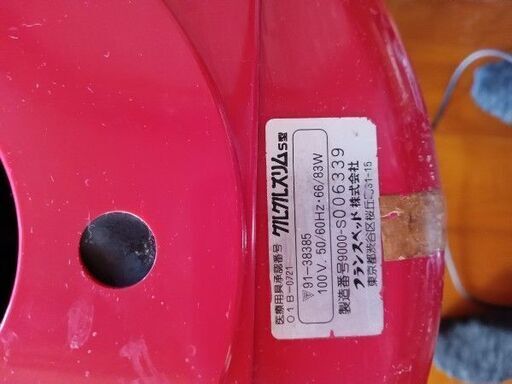 医療用具承認番号
01B-0721
クルクルスリムS型
91-38385
100V. 50/60Hz・66/83W
製造番号9000-S006339
フランスベッド 株式会社
東京都渋谷区桜丘町31-15